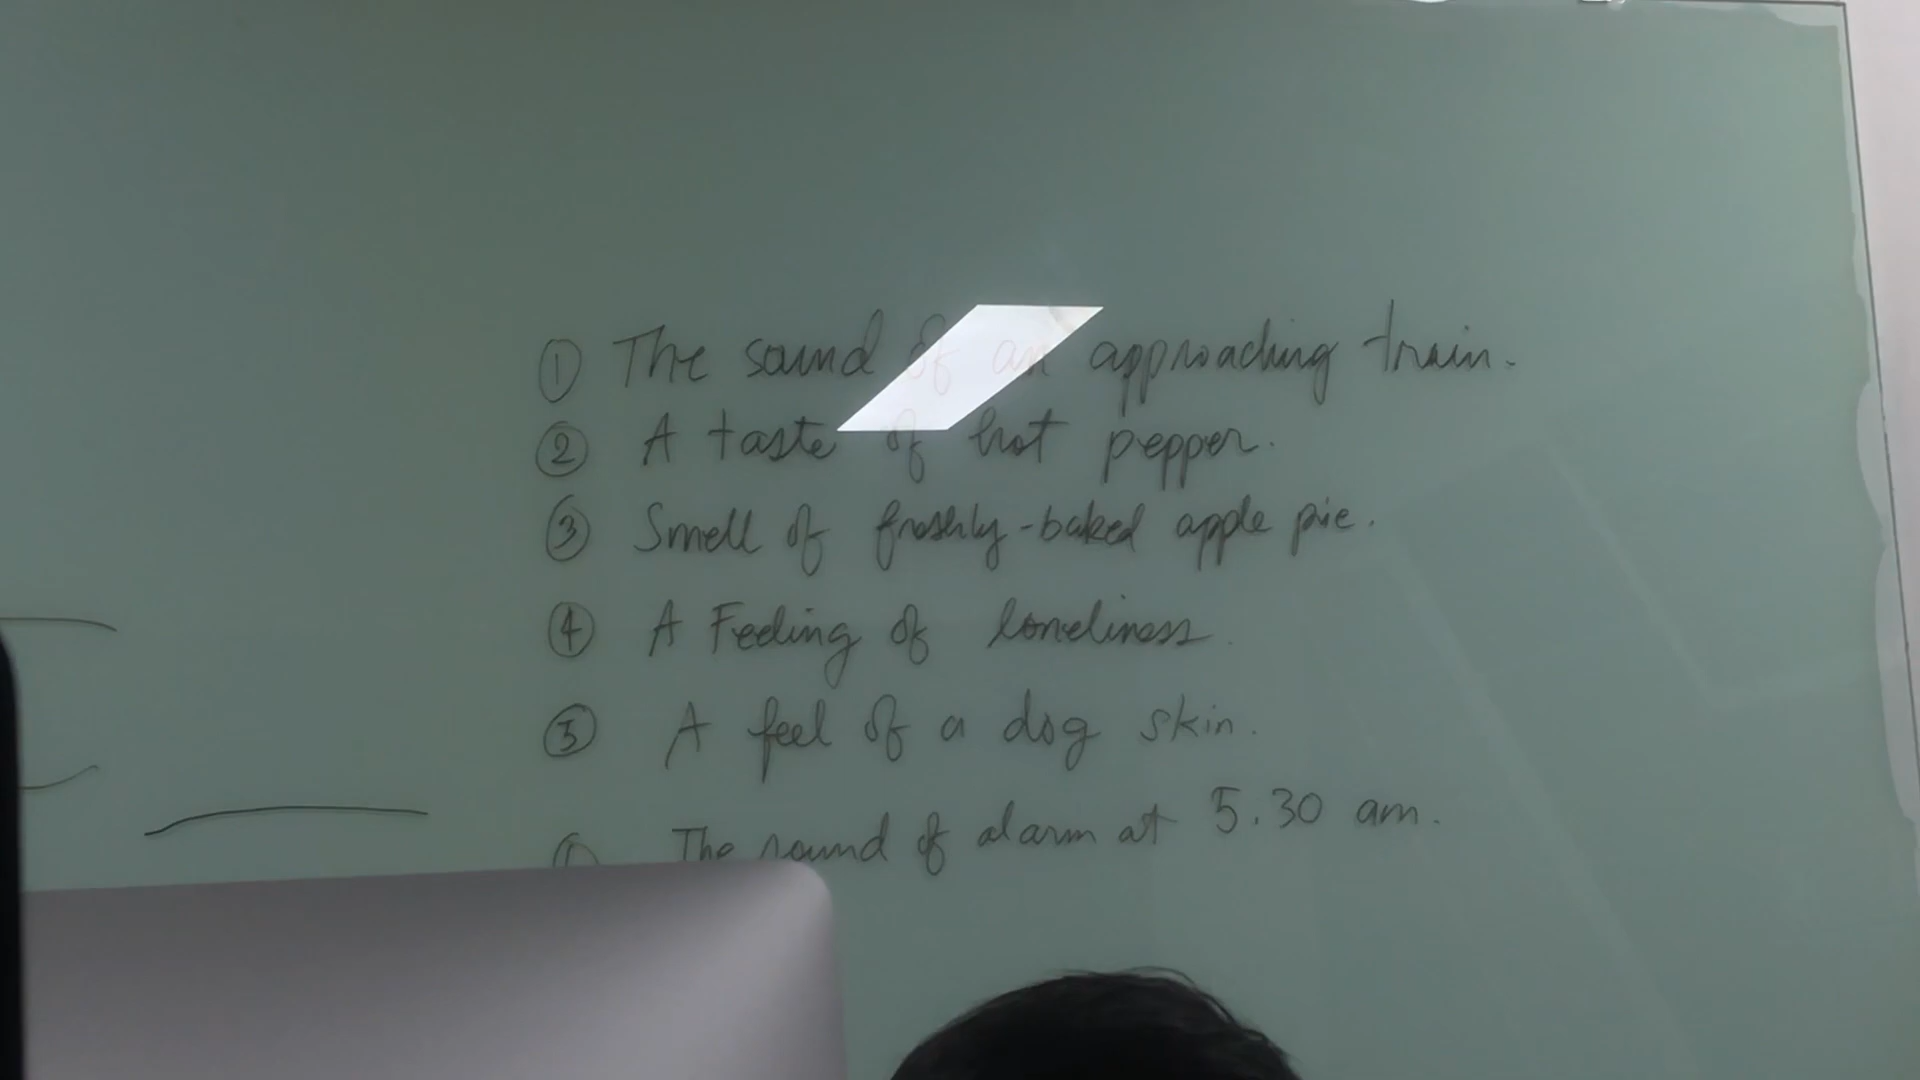 ① The sound of an approaching train.
② A taste of hot pepper.
③ Smell of freshly-baked apple pie.
④ A Feeling of loneliness.
⑤ A feel of a dog skin.
The sound of alarm at 5.30 am.